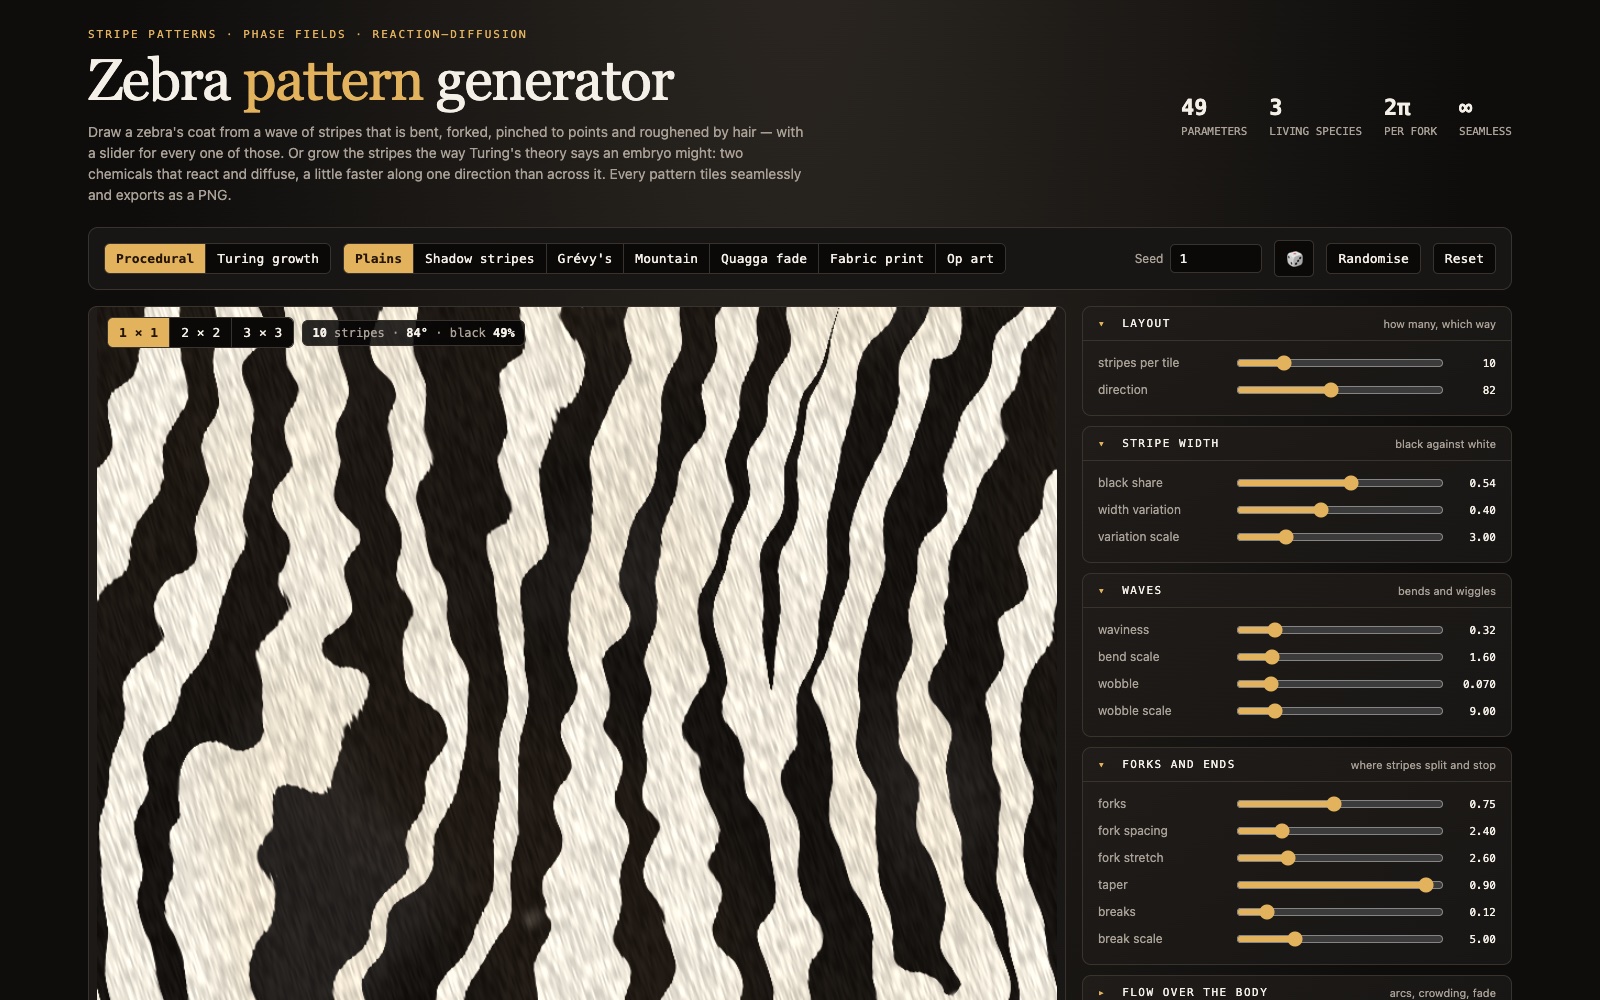 STRIPE PATTERNS · PHASE FIELDS · REACTION–DIFFUSION
Zebra pattern generator
Draw a zebra's coat from a wave of stripes that is bent, forked, pinched to points and roughened by hair — with
a slider for every one of those. Or grow the stripes the way Turing's theory says an embryo might: two
chemicals that react and diffuse, a little faster along one direction than across it. Every pattern tiles seamlessly
and exports as a PNG.
49 3 2π ∞
PARAMETERS LIVING SPECIES PER FORK SEAMLESS
Procedural Turing growth Plains Shadow stripes Grévy's Mountain Quagga fade Fabric print Op art Seed 1 Randomise Reset
1 × 1 2 × 2 3 × 3 10 stripes · 84° · black 49%
▾ LAYOUT how many, which way
stripes per tile 10
direction 82
▾ STRIPE WIDTH black against white
black share 0.54
width variation 0.40
variation scale 3.00
▾ WAVES bends and wiggles
waviness 0.32
bend scale 1.60
wobble 0.070
wobble scale 9.00
▾ FORKS AND ENDS where stripes split and stop
forks 0.75
fork spacing 2.40
fork stretch 2.60
taper 0.90
breaks 0.12
break scale 5.00
▸ FLOW OVER THE BODY arcs, crowding, fade